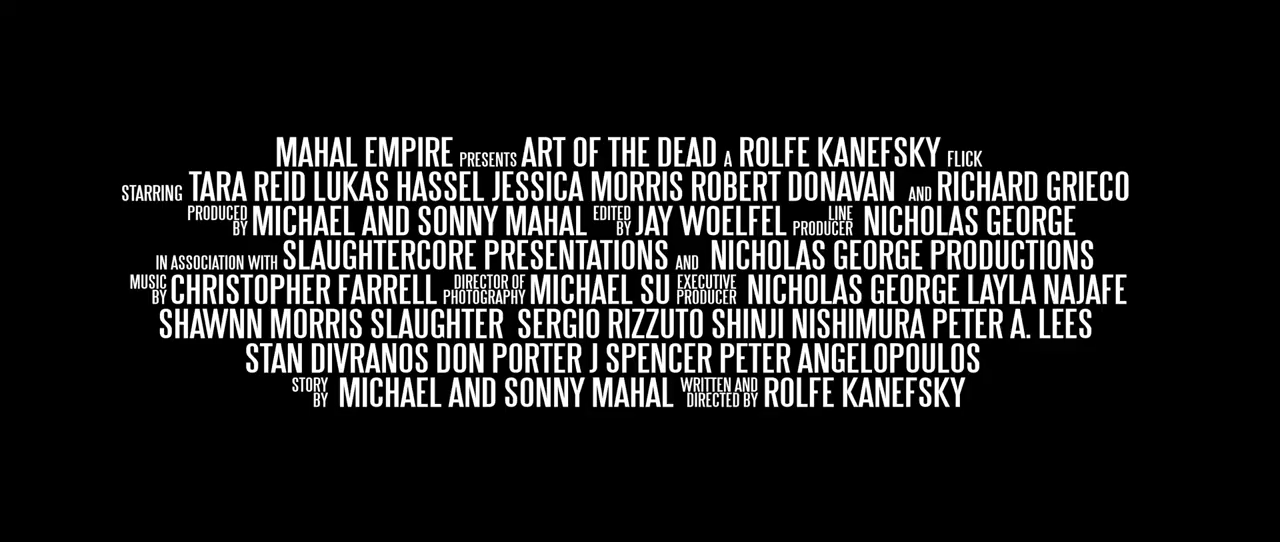 MAHAL EMPIRE PRESENTS ART OF THE DEAD A ROLFE KANEFSKY FLICK
STARRING TARA REID LUKAS HASSEL JESSICA MORRIS ROBERT DONAVAN AND RICHARD GRIECO
PRODUCED BY MICHAEL AND SONNY MAHAL EDITED BY JAY WOELFEL LINE PRODUCER NICHOLAS GEORGE
IN ASSOCIATION WITH SLAUGHTERCORE PRESENTATIONS AND NICHOLAS GEORGE PRODUCTIONS
MUSIC BY CHRISTOPHER FARRELL DIRECTOR OF PHOTOGRAPHY MICHAEL SU EXECUTIVE PRODUCER NICHOLAS GEORGE LAYLA NAJAFE
SHAWNN MORRIS SLAUGHTER SERGIO RIZZUTO SHINJI NISHIMURA PETER A. LEES
STAN DIVRANOS DON PORTER J SPENCER PETER ANGELOPOULOS
STORY BY MICHAEL AND SONNY MAHAL WRITTEN AND DIRECTED BY ROLFE KANEFSKY